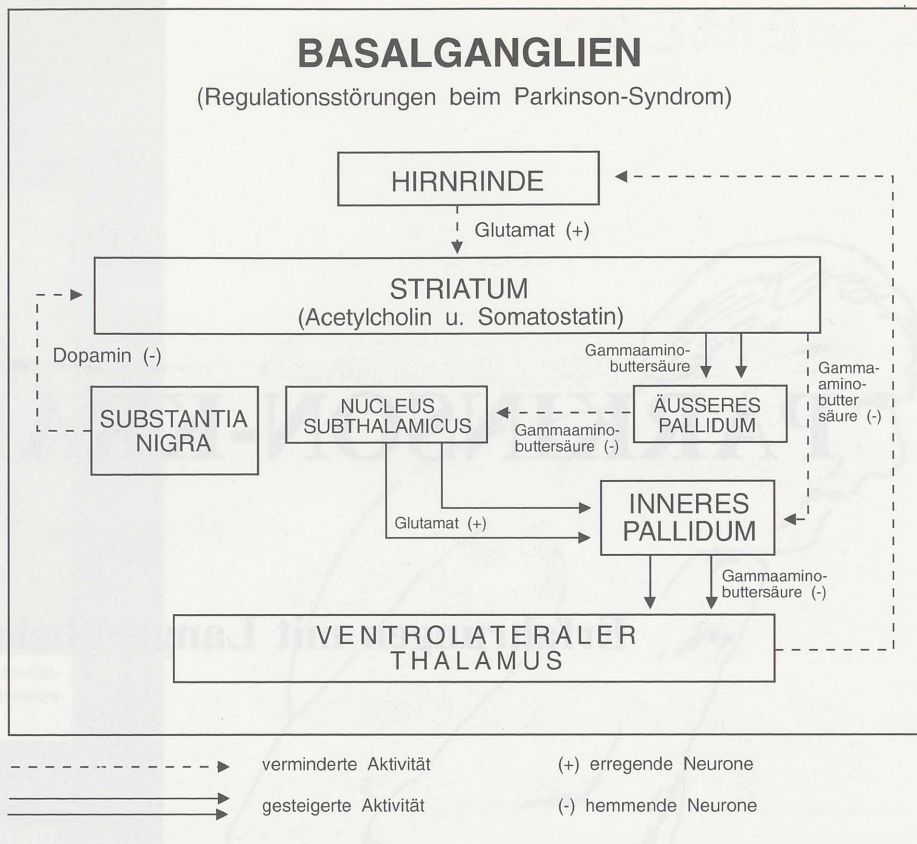 BASALGANGLIEN
(Regulationsstörungen beim Parkinson-Syndrom)
HIRNRINDE
Glutamat (+)
STRIATUM
(Acetylcholin u. Somatostatin)
Dopamin (-)
Gammaamino-
buttersäure
Gamma-
amino-
butter
säure (-)
SUBSTANTIA
NIGRA
NUCLEUS
SUBTHALAMICUS
Gammaamino-
buttersäure (-)
ÄUSSERES
PALLIDUM
Glutamat (+)
INNERES
PALLIDUM
Gammaamino-
buttersäure (-)
VENTROLATERALER
THALAMUS
verminderte Aktivität
(+) erregende Neurone
gesteigerte Aktivität
(-) hemmende Neurone